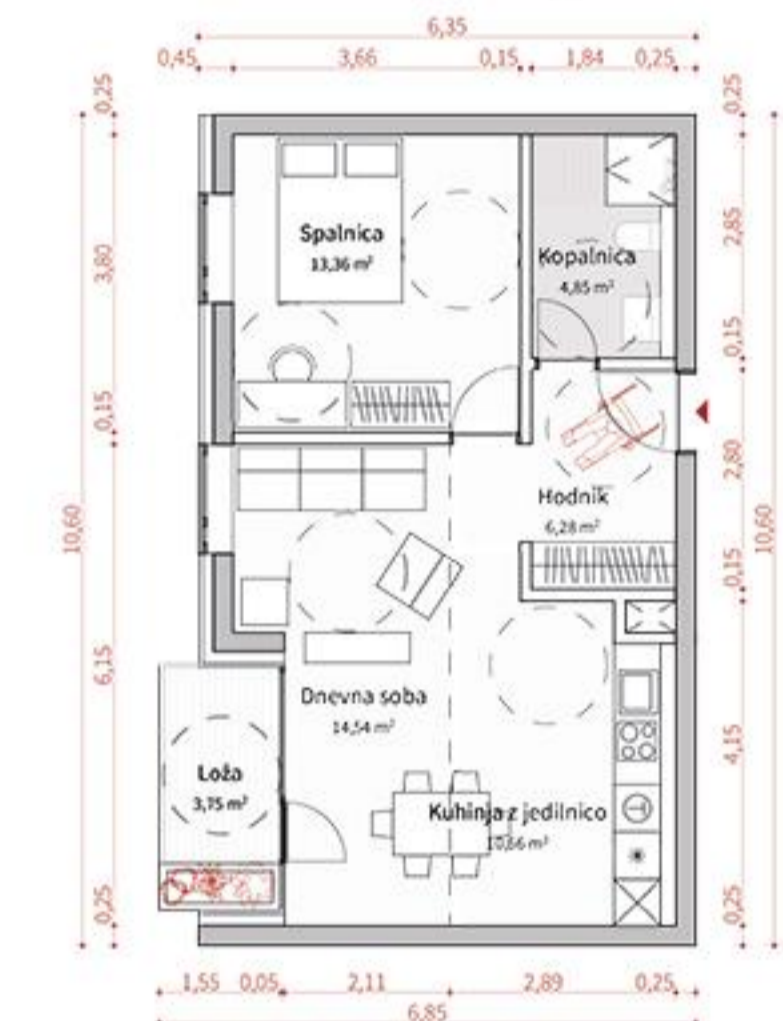 6,35
0,45 3,66 0,15 1,84 0,25
0,25
0,25
Spalnica
13,36 m²
Kopalnica
4,85 m²
3,80
2,85
0,15
0,15
Hodnik
6,28 m²
2,80
10,60
10,60
0,15
6,15
Dnevna soba
14,54 m²
4,15
Loža
3,75 m²
Kuhinja z jedilnico
10,66 m²
0,25
0,25
1,55 0,05 2,11 2,89 0,25
6,85